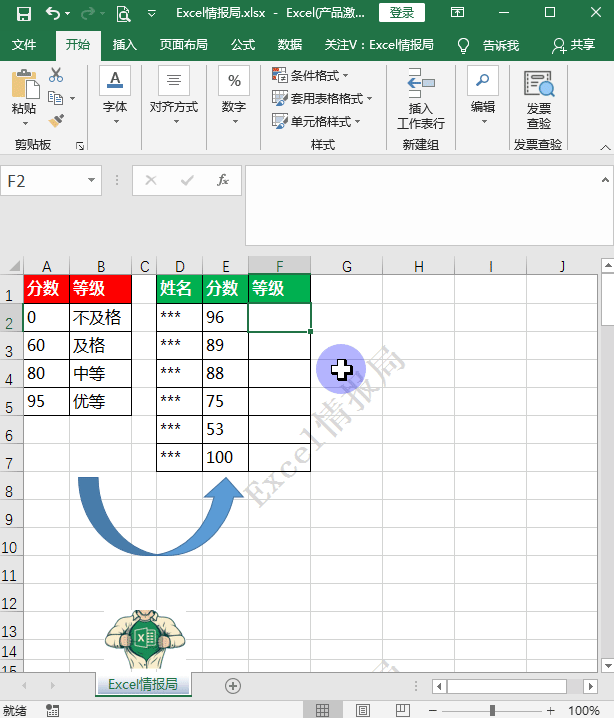 Excel情报局.xlsx - Excel(产品激... 登录
文件 开始 插入 页面布局 公式 数据 关注V：Excel情报局 告诉我 共享
粘贴 字体 对齐方式 % 数字 条件格式 套用表格格式 单元格样式 插入 工作表行 编辑 发票 查验
剪贴板 样式 新建组 发票查验
F2 fx
A B C D E F G H I J
1 分数 等级 姓名 分数 等级
2 0 不及格 *** 96
3 60 及格 *** 89
4 80 中等 *** 88
5 95 优等 *** 75
6 *** 53
7 *** 100
8
9
10
11
12
13
14
15
Excel情报局
Excel情报局
就绪 100%